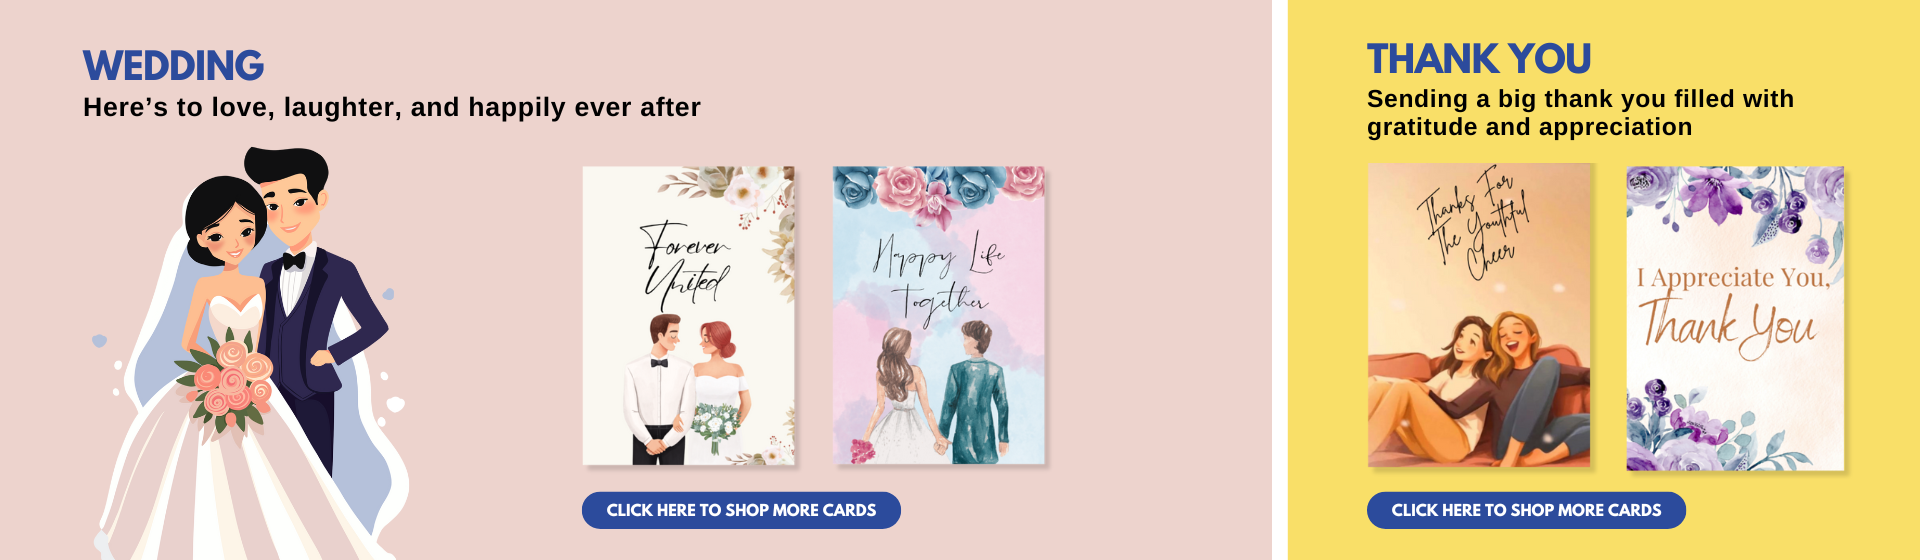 WEDDING
Here’s to love, laughter, and happily ever after
Forever
United
Happy Life
Together
CLICK HERE TO SHOP MORE CARDS
THANK YOU
Sending a big thank you filled with
gratitude and appreciation
Thanks For
The Youthful
Cheer
I Appreciate You,
Thank You
CLICK HERE TO SHOP MORE CARDS